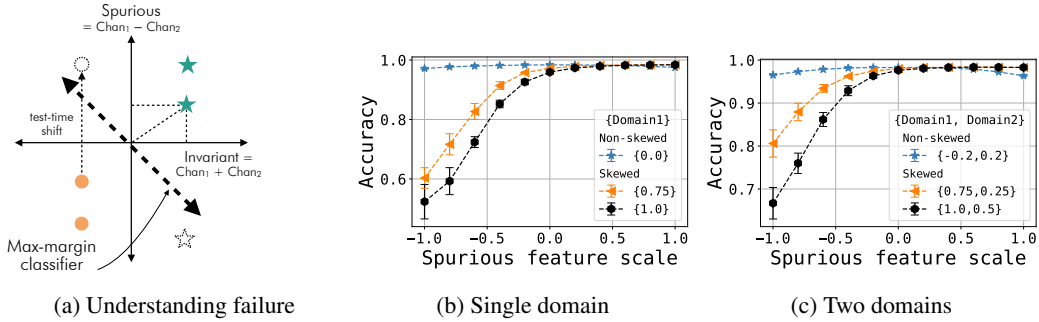 Spurious
= Chan₁ − Chan₂
test-time
shift
Invariant =
Chan₁ + Chan₂
Max-margin
classifier
(a) Understanding failure
Accuracy
1.0
0.8
0.6
{Domain1}
Non-skewed
{0.0}
Skewed
{0.75}
{1.0}
−1.0 −0.5 0.0 0.5 1.0
Spurious feature scale
(b) Single domain
Accuracy
1.0
0.9
0.8
0.7
{Domain1, Domain2}
Non-skewed
{-0.2,0.2}
Skewed
{0.75,0.25}
{1.0,0.5}
−1.0 −0.5 0.0 0.5 1.0
Spurious feature scale
(c) Two domains